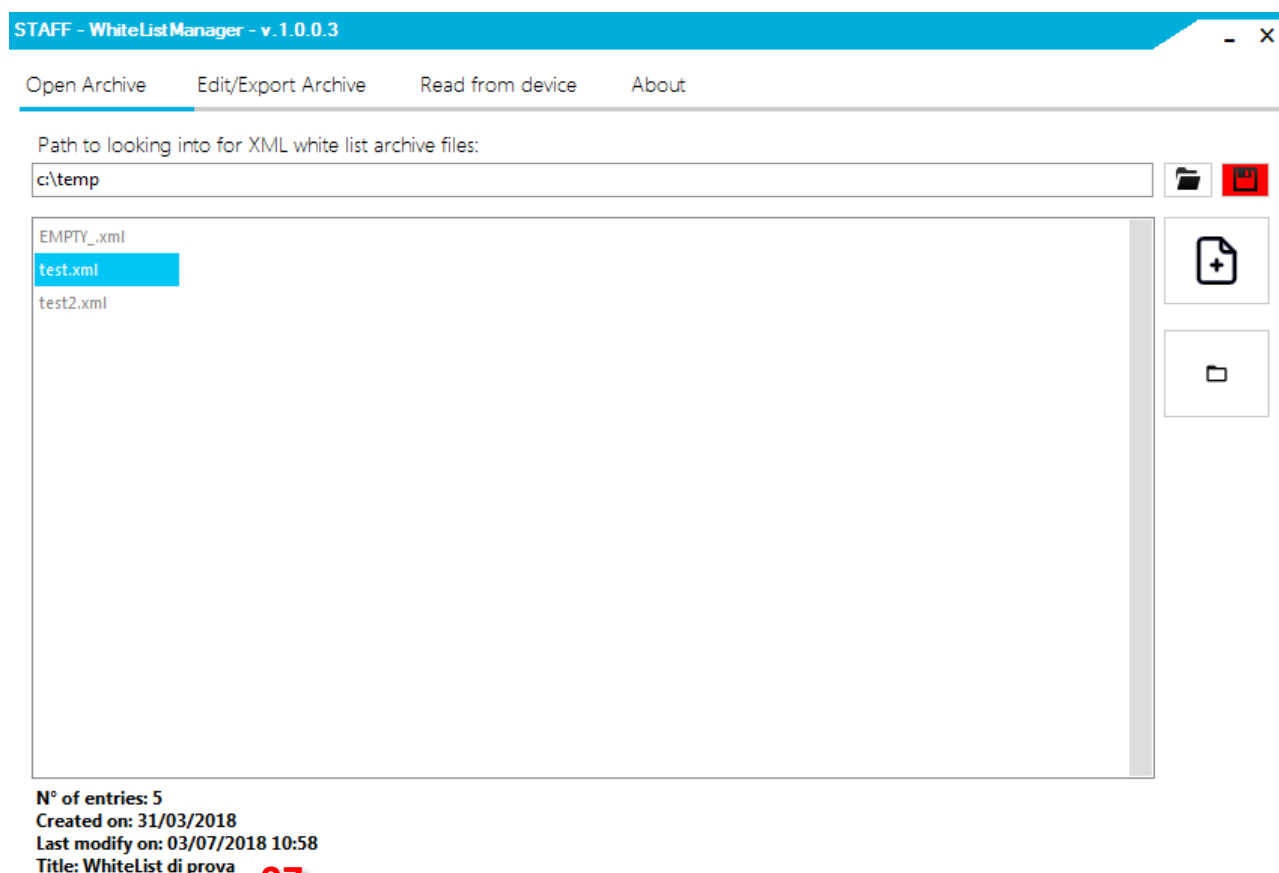 STAFF - WhiteListManager - v.1.0.0.3
Open Archive Edit/Export Archive Read from device About
Path to looking into for XML white list archive files:
c:\temp
EMPTY_.xml
test.xml
test2.xml
N° of entries: 5
Created on: 31/03/2018
Last modify on: 03/07/2018 10:58
Title: WhiteList di prova